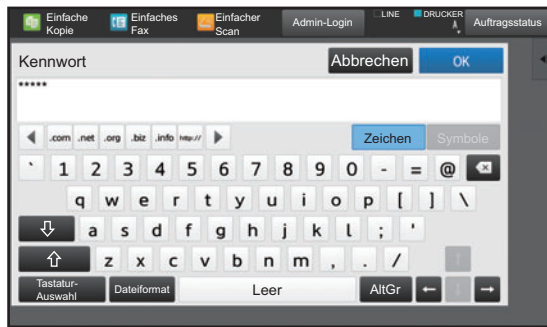 Einfache Kopie
Einfaches Fax
Einfacher Scan
Admin-Login
LINE
DRUCKER
Auftragsstatus
Kennwort
Abbrechen
OK
*****
.com .net .org .biz .info http://
Zeichen
Symbole
` 1 2 3 4 5 6 7 8 9 0 - = @
q w e r t y u i o p [ ] \
a s d f g h j k l ; '
z x c v b n m , . /
Tastatur-Auswahl
Dateiformat
Leer
AltGr